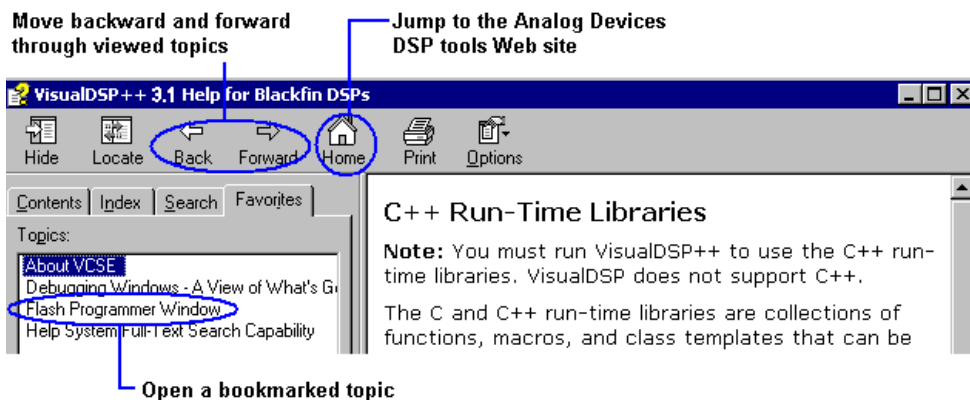 Move backward and forward
through viewed topics
Jump to the Analog Devices
DSP tools Web site
VisualDSP++ 3.1 Help for Blackfin DSPs
Hide Locate Back Forward Home Print Options
Contents Index Search Favorites
Topics:
About VCSE
Debugging Windows - A View of What's
Flash Programmer Window
Help System Full-Text Search Capability
C++ Run-Time Libraries
Note: You must run VisualDSP++ to use the C++ run-
time libraries. VisualDSP does not support C++.
The C and C++ run-time libraries are collections of
functions, macros, and class templates that can be
Open a bookmarked topic